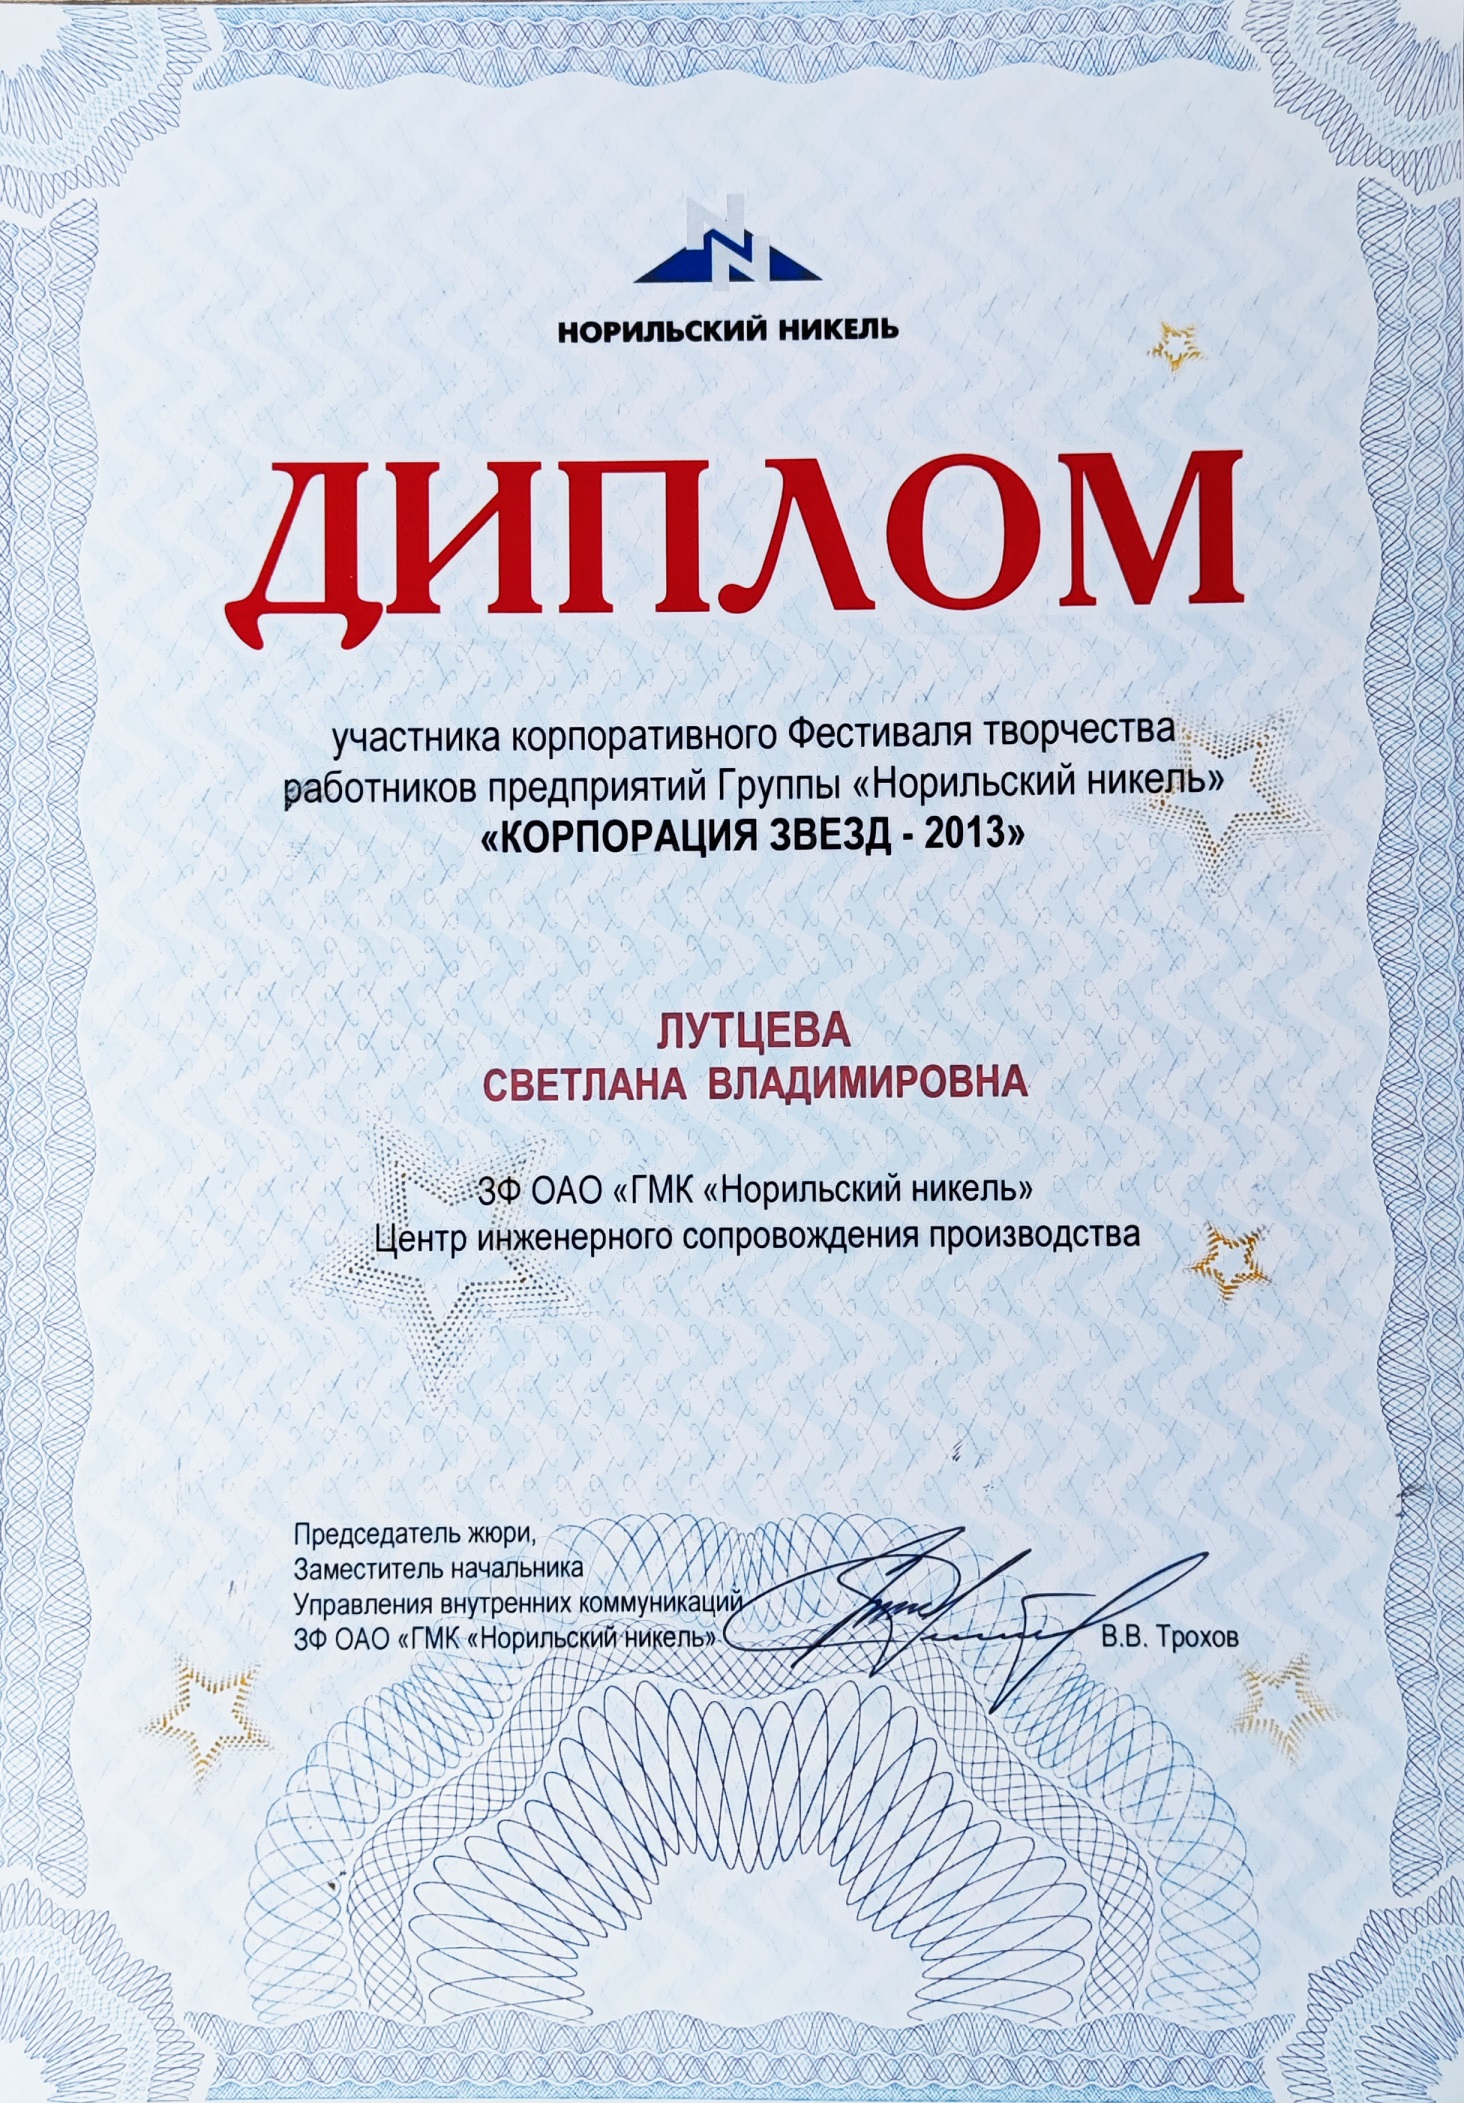 НОРИЛЬСКИЙ НИКЕЛЬ
ДИПЛОМ
участника корпоративного Фестиваля творчества
работников предприятий Группы «Норильский никель»
«КОРПОРАЦИЯ ЗВЕЗД - 2013»
ЛУТЦЕВА
СВЕТЛАНА ВЛАДИМИРОВНА
ЗФ ОАО «ГМК «Норильский никель»
Центр инженерного сопровождения производства
Председатель жюри,
Заместитель начальника
Управления внутренних коммуникаций
ЗФ ОАО «ГМК «Норильский никель»
В.В. Трохов